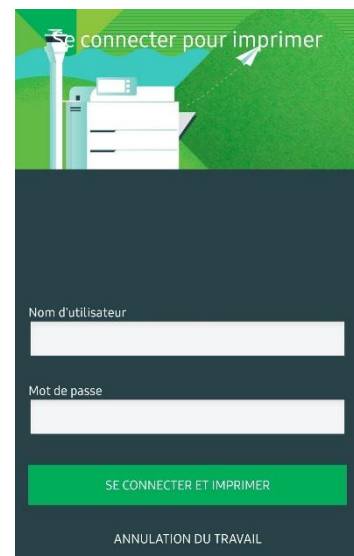 Se connecter pour imprimer
Nom d'utilisateur
Mot de passe
SE CONNECTER ET IMPRIMER
ANNULATION DU TRAVAIL